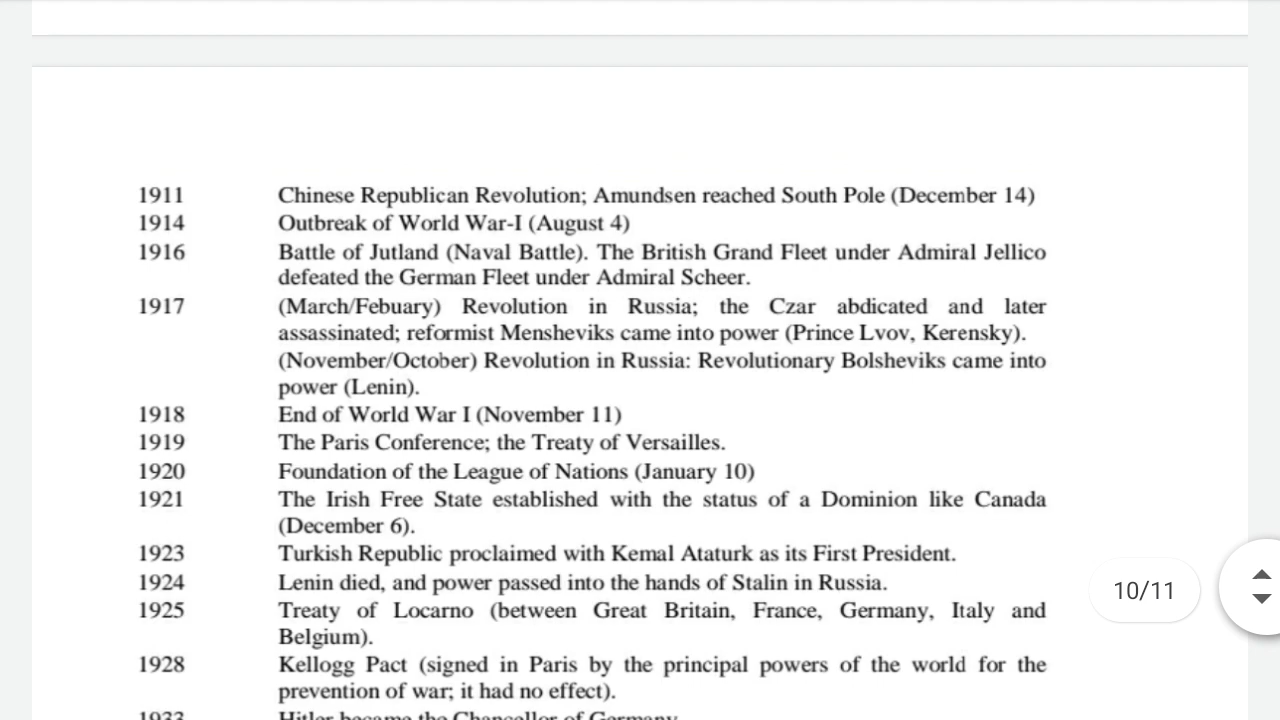 1911 Chinese Republican Revolution; Amundsen reached South Pole (December 14)
1914 Outbreak of World War-I (August 4)
1916 Battle of Jutland (Naval Battle). The British Grand Fleet under Admiral Jellico
defeated the German Fleet under Admiral Scheer.
1917 (March/Febuary) Revolution in Russia; the Czar abdicated and later
assassinated; reformist Mensheviks came into power (Prince Lvov, Kerensky).
(November/October) Revolution in Russia: Revolutionary Bolsheviks came into
power (Lenin).
1918 End of World War I (November 11)
1919 The Paris Conference; the Treaty of Versailles.
1920 Foundation of the League of Nations (January 10)
1921 The Irish Free State established with the status of a Dominion like Canada
(December 6).
1923 Turkish Republic proclaimed with Kemal Ataturk as its First President.
1924 Lenin died, and power passed into the hands of Stalin in Russia.
10/11
1925 Treaty of Locarno (between Great Britain, France, Germany, Italy and
Belgium).
1928 Kellogg Pact (signed in Paris by the principal powers of the world for the
prevention of war; it had no effect).
1933 Hitler became the Chancellor of Germany